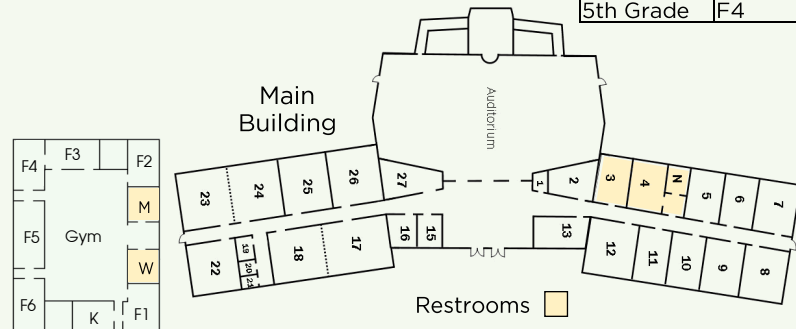 5th Grade F4
Auditorium
Main
Building
F4 F3 F2
M
F5 Gym
W
F6 K F1
23 24 25 26 27
1 2 3 4 N 5 6 7
22 19 20 21 18 17 16 15
13 12 11 10 9 8
Restrooms